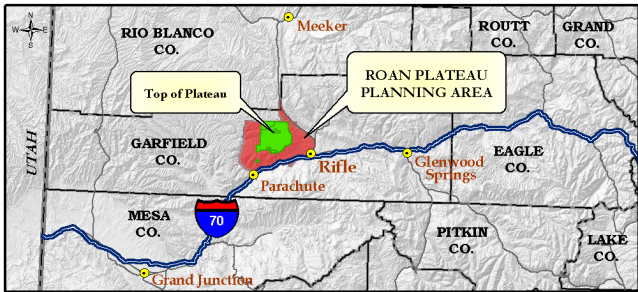 N
W
E
S
Meeker
RIO BLANCO
CO.
ROUTT
CO.
GRAND
CO.
Top of Plateau
ROAN PLATEAU
PLANNING AREA
UTAH
GARFIELD
CO.
Rifle
Glenwood
Springs
EAGLE
CO.
Parachute
MESA
CO.
70
PITKIN
CO.
LAKE
CO.
Grand Junction